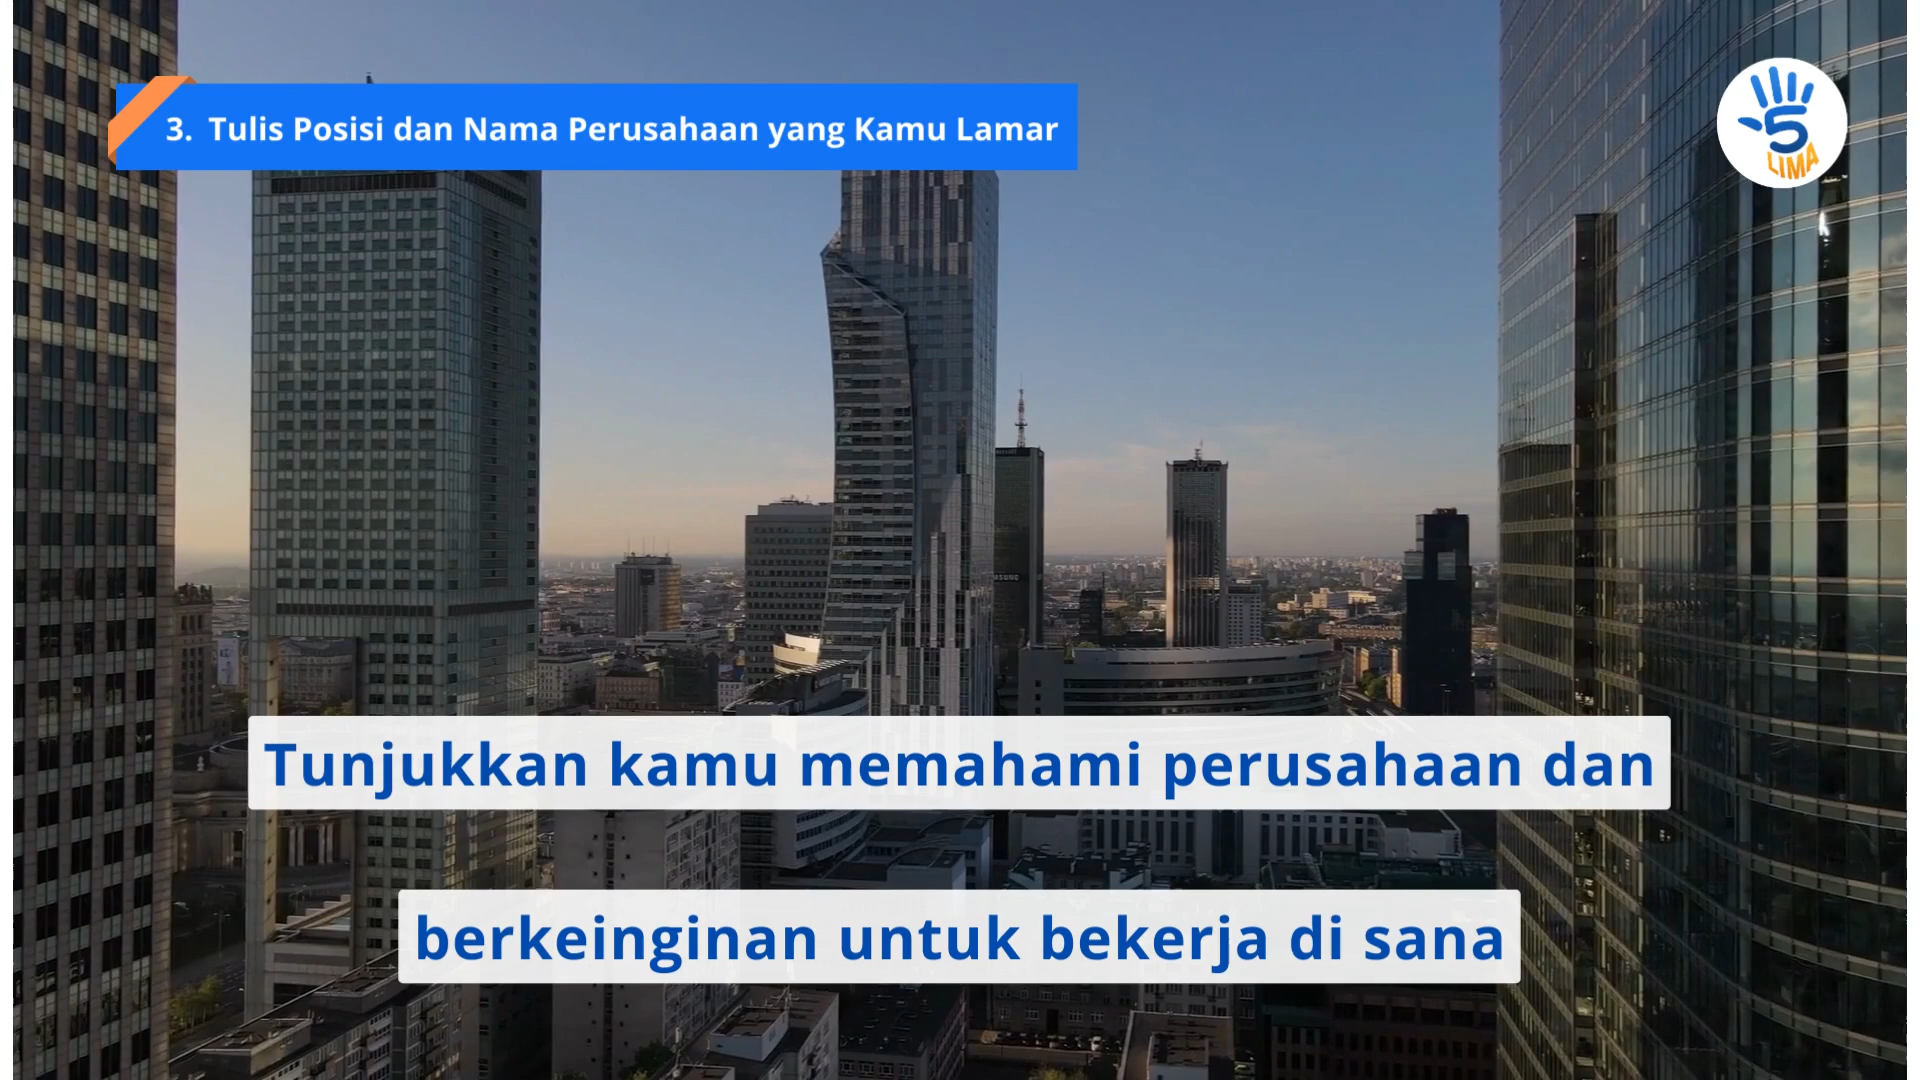 3. Tulis Posisi dan Nama Perusahaan yang Kamu Lamar
5
LIMA
Tunjukkan kamu memahami perusahaan dan
berkeinginan untuk bekerja di sana